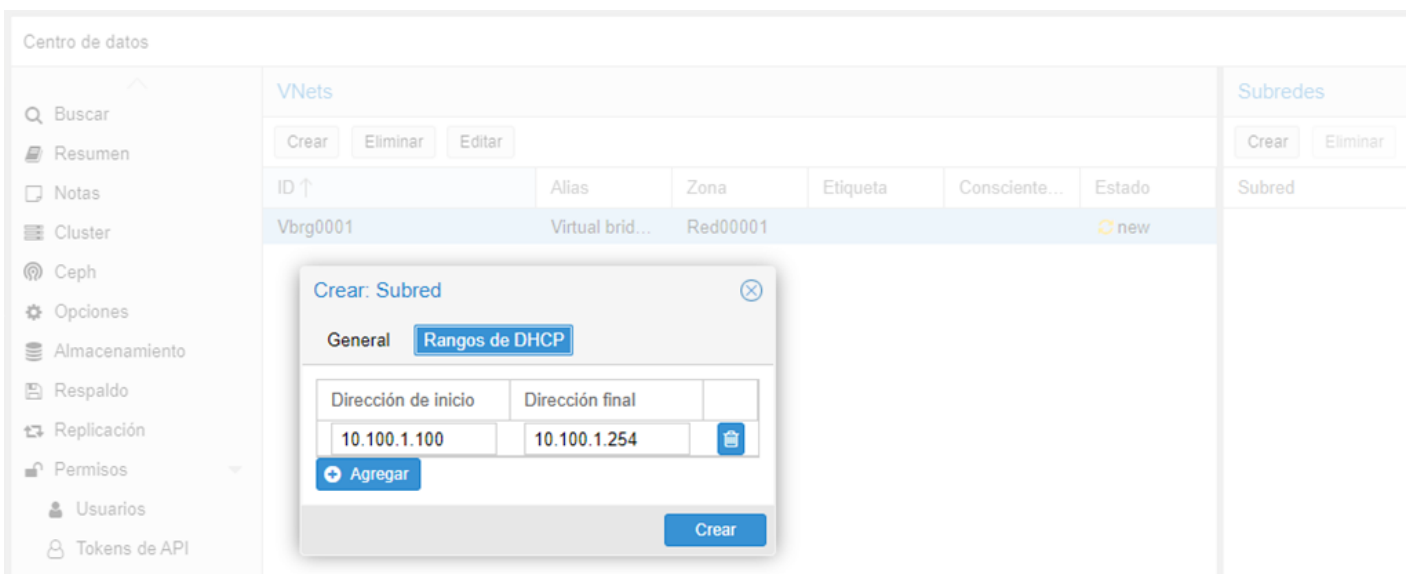 Centro de datos
Buscar
Resumen
Notas
Cluster
Ceph
Opciones
Almacenamiento
Respaldo
Replicación
Permisos
Usuarios
Tokens de API
VNets
Crear Eliminar Editar
ID Alias Zona Etiqueta Consciente... Estado
Vbrg0001 Virtual brid... Red00001 new
Subredes
Crear Eliminar
Subred
Crear: Subred
General Rangos de DHCP
Dirección de inicio Dirección final
10.100.1.100 10.100.1.254
Agregar
Crear